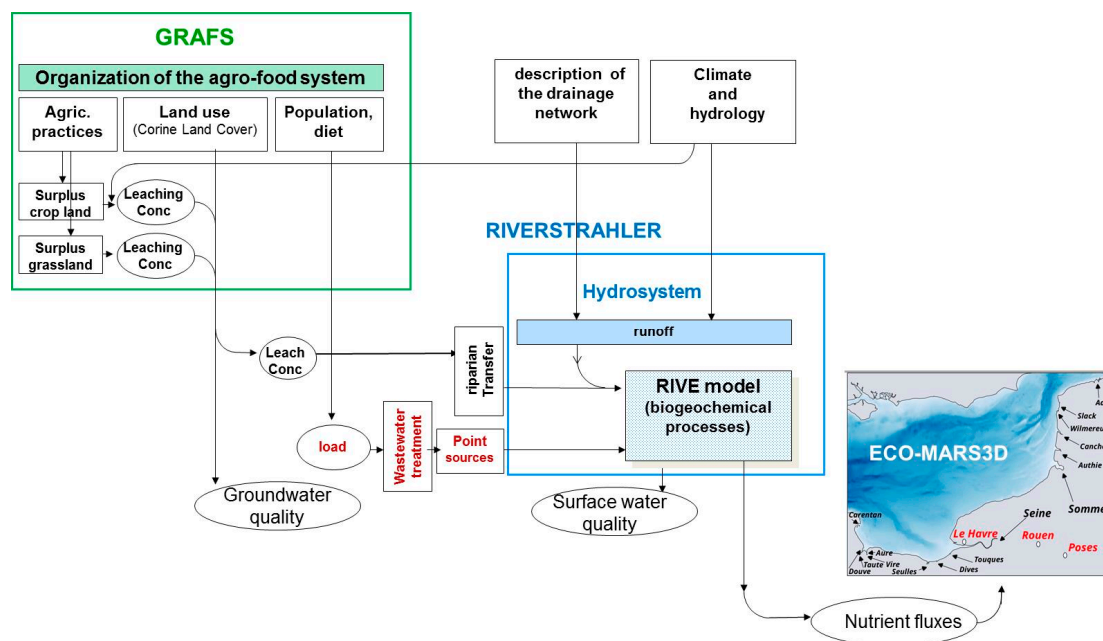 GRAFS
Organization of the agro-food system
Agric.
practices
Land use
(Corine Land Cover)
Population,
diet
description of
the drainage
network
Climate
and
hydrology
Surplus
crop land
Leaching
Conc
Surplus
grassland
Leaching
Conc
RIVERSTRAHLER
Hydrosystem
runoff
Leach
Conc
riparian
Transfer
RIVE model
(biogeochemical
processes)
load
Wastewater
treatment
Point
sources
Groundwater
quality
Surface water
quality
Nutrient fluxes
ECO-MARS3D
Slack
Wimereu
Canche
Authie
Somme
Seine
Le Havre
Rouen
Poses
Carentan
Aure
Taute Vire
Douve
Seulles
Dives
Touques